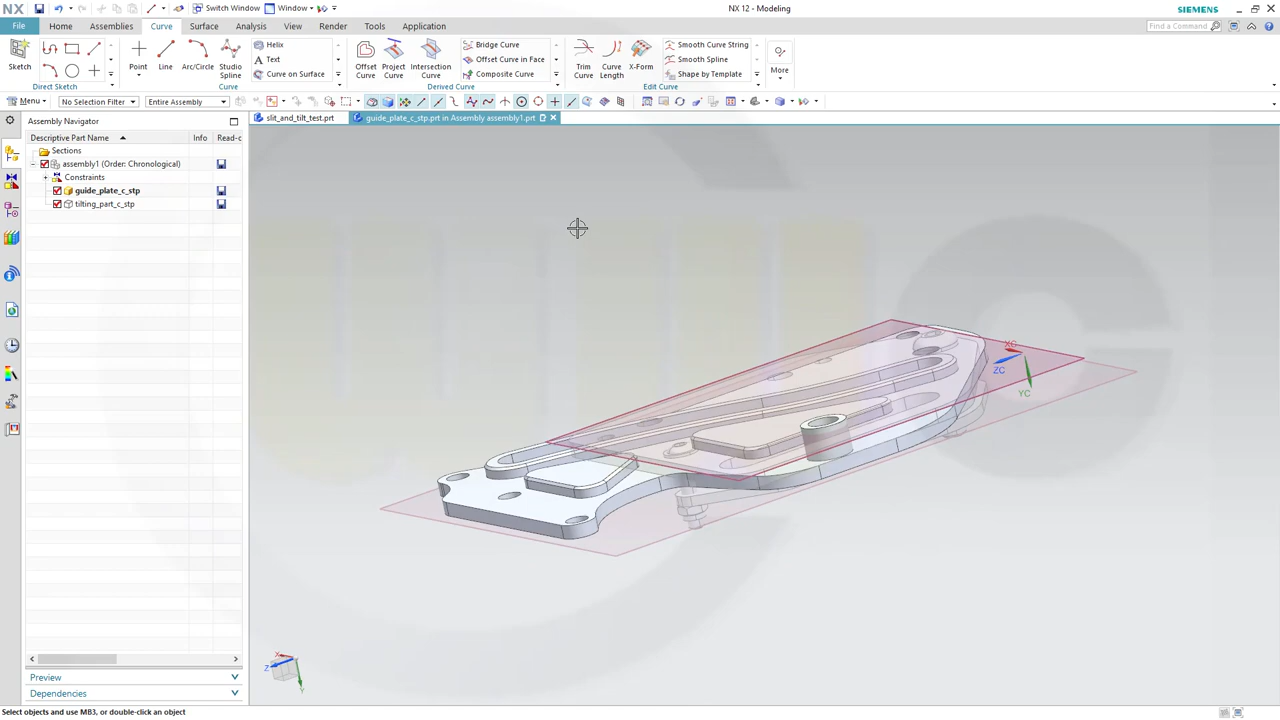 NX Switch Window Window NX 12 - Modeling SIEMENS
File Home Assemblies Curve Surface Analysis View Render Tools Application Find a Command
Sketch Point Line Arc/Circle Studio Spline Helix Text Curve on Surface Offset Curve Project Curve Intersection Curve Bridge Curve Offset Curve in Face Composite Curve Trim Curve Curve Length X-Form Smooth Curve String Smooth Spline Shape by Template More
Direct Sketch Curve Derived Curve Edit Curve
Menu No Selection Filter Entire Assembly
Assembly Navigator slit_and_tilt_test.prt guide_plate_c_stp.prt in Assembly assembly1.prt
Descriptive Part Name Info Read-c
Sections
assembly1 (Order: Chronological)
Constraints
guide_plate_c_stp
tilting_part_c_stp
XC
ZC
YC
X
Z
Y
Preview
Dependencies
Select objects and use MB3, or double-click an object